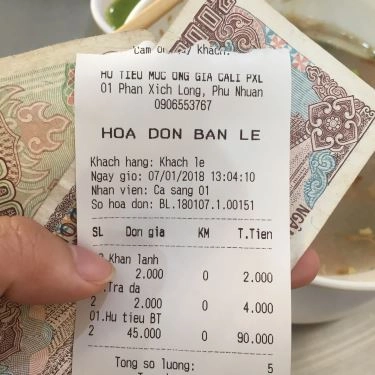 Cam on quy khach.
HU TIEU MUC ONG GIA CALI PXL
01 Phan Xich Long, Phu Nhuan
0906553767
HOA DON BAN LE
Khach hang: Khach le
Ngay gio: 07/01/2018 13:04:10
Nhan vien: Ca sang 01
So hoa don: BL.180107.1.00151
SL Don gia KM T.Tien
Khan lanh
2.000 0 2.000
.Tra da
2 2.000 0 4.000
01.Hu tieu BT
2 45.000 0 90.000
Tong so luong: 5